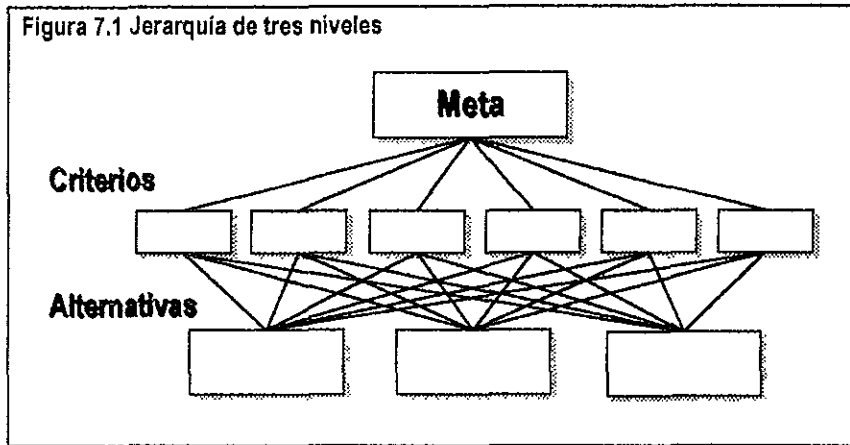 Figura 7.1 Jerarquía de tres niveles
Meta
Criterios
Alternativas